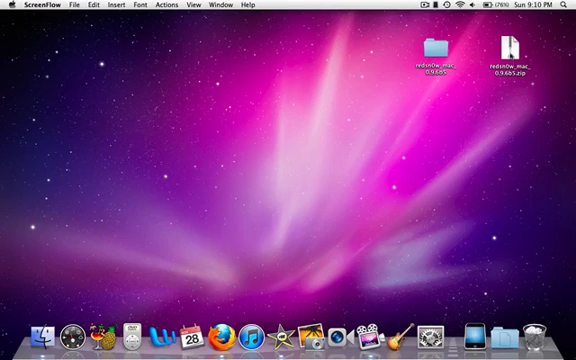 ScreenFlow File Edit Insert Font Actions View Window Help (76%) Sun 9:10 PM
redsn0w_mac_
0.9.6b5
redsn0w_mac_
0.9.6b5.zip
28